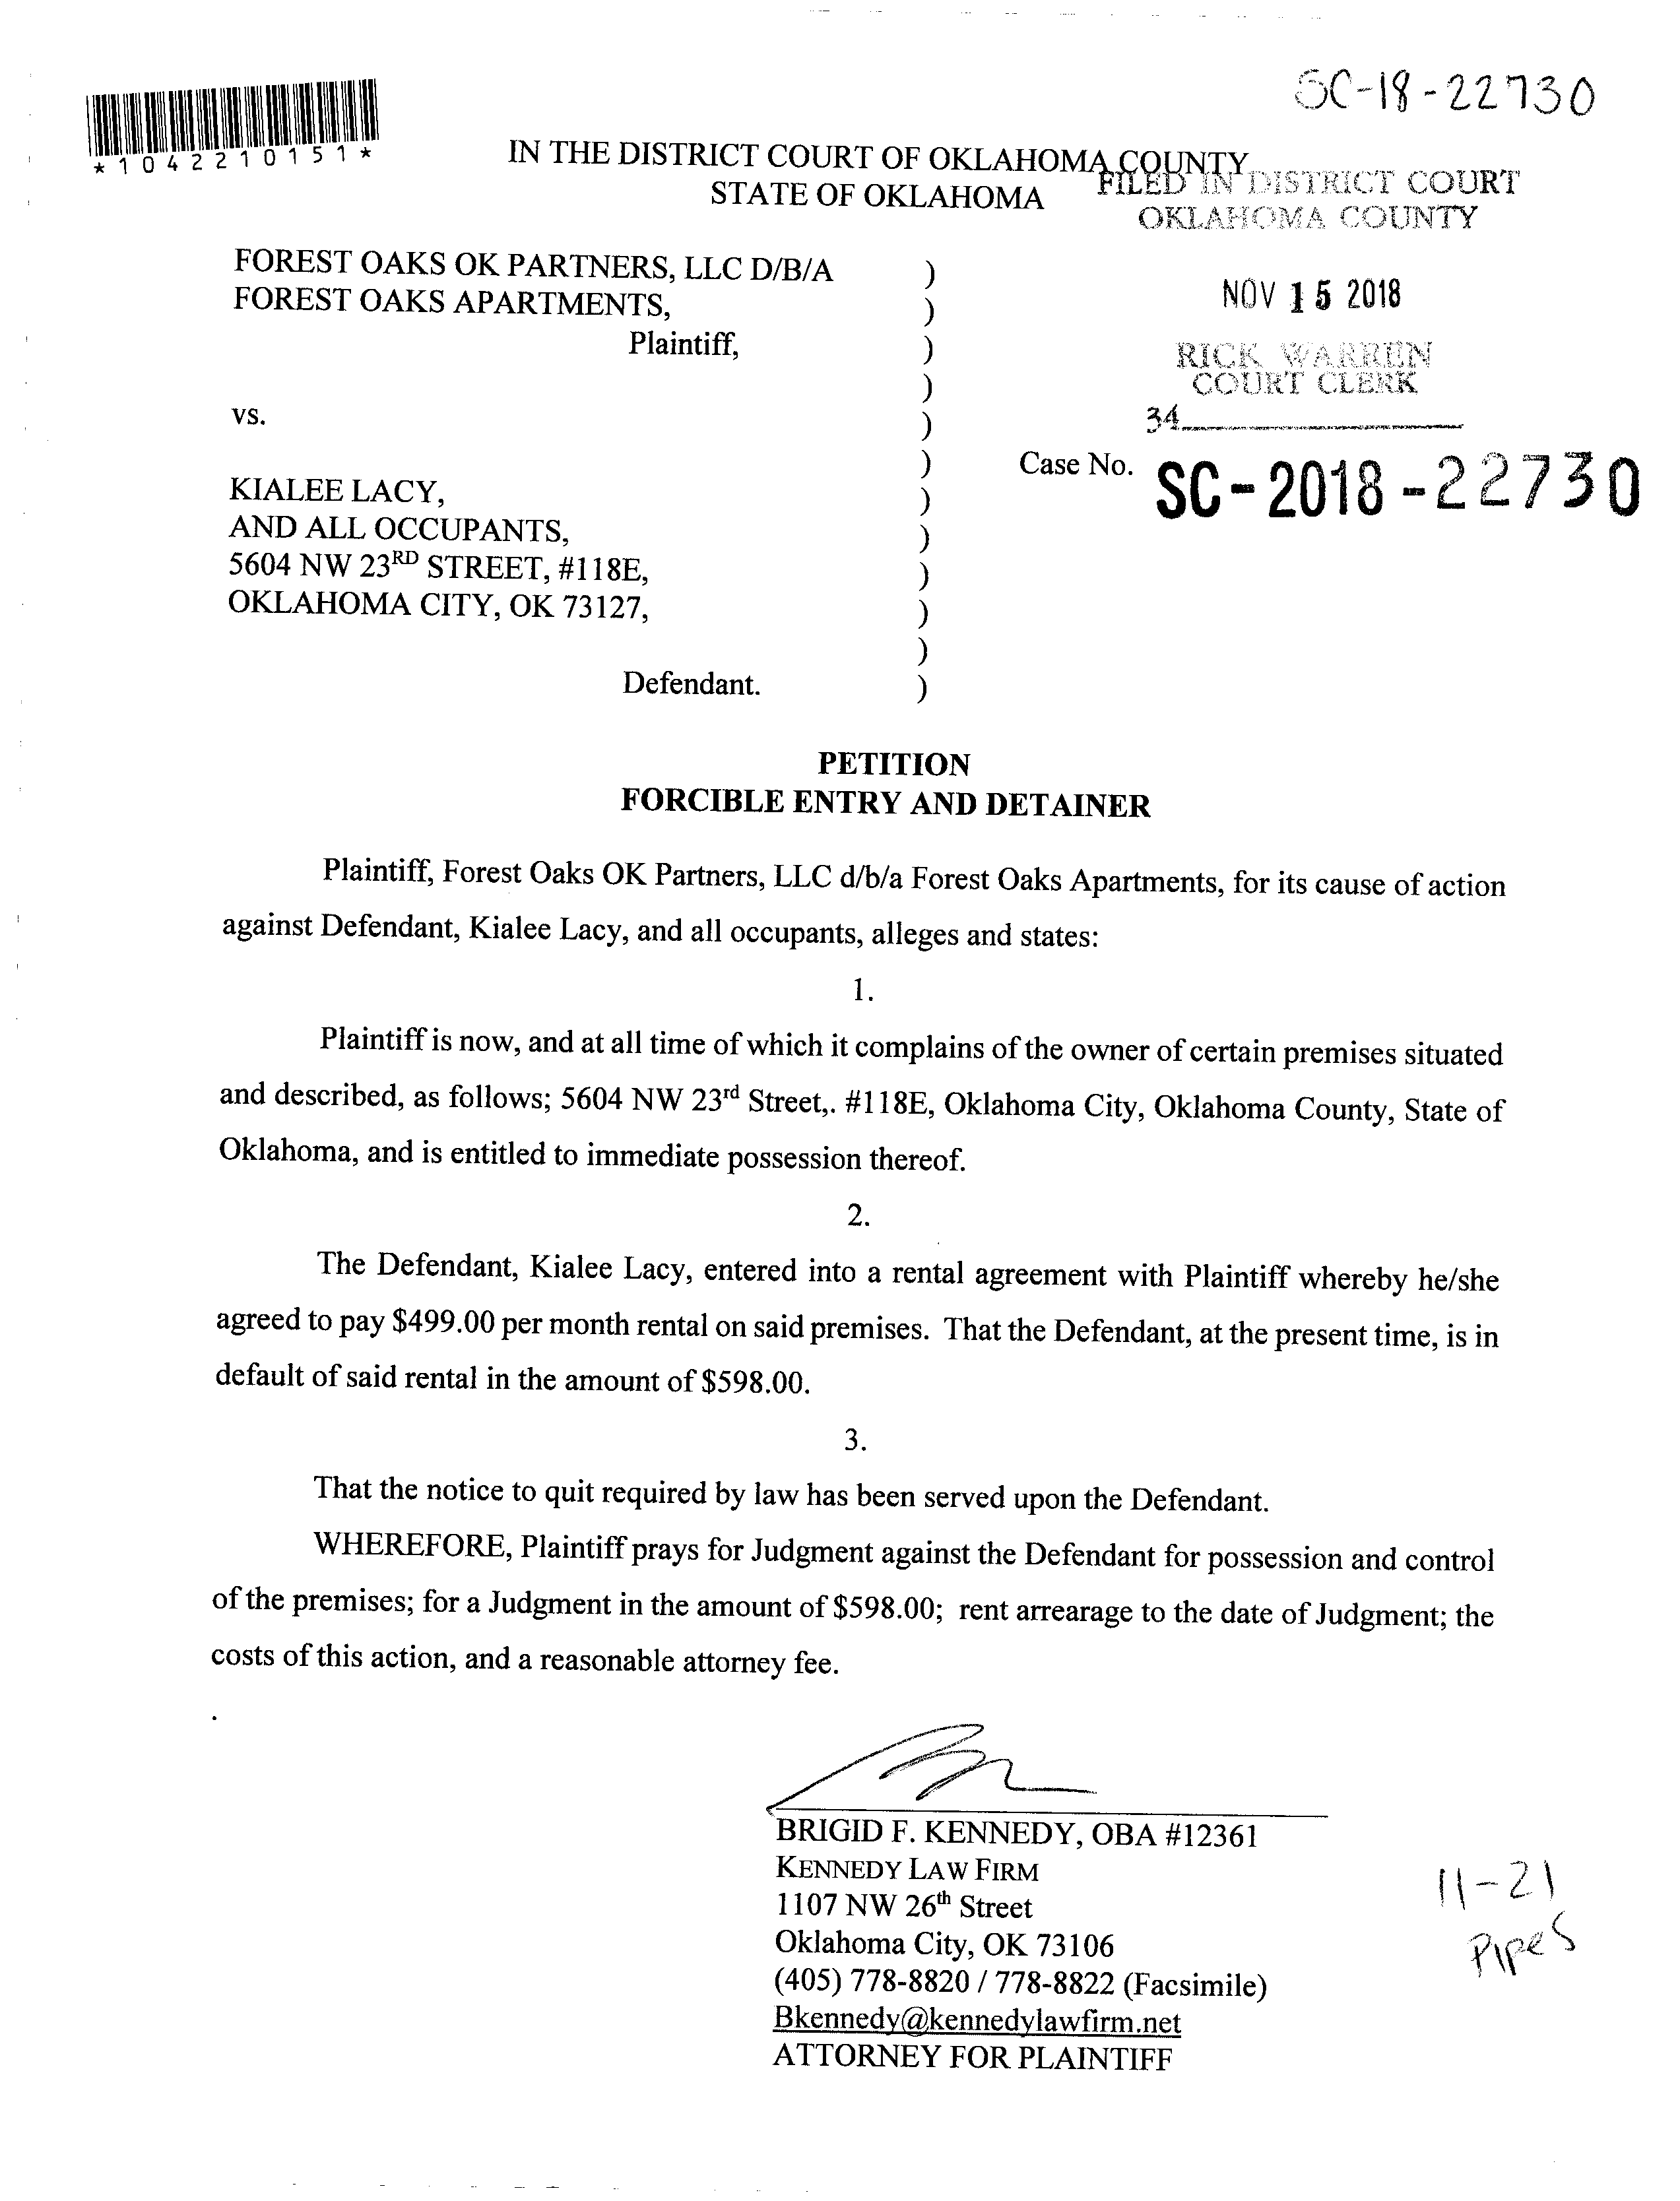 SC-18-22730
*1042210151*
IN THE DISTRICT COURT OF OKLAHOMA COUNTY
STATE OF OKLAHOMA
FILED IN DISTRICT COURT
OKLAHOMA COUNTY
FOREST OAKS OK PARTNERS, LLC D/B/A )
FOREST OAKS APARTMENTS, )
Plaintiff, )
NOV 15 2018
RICK WARREN
COURT CLERK
34
)
vs. )
)
Case No. SC-2018-22730
KIALEE LACY, )
AND ALL OCCUPANTS, )
5604 NW 23RD STREET, #118E, )
OKLAHOMA CITY, OK 73127, )
)
Defendant. )
PETITION
FORCIBLE ENTRY AND DETAINER
Plaintiff, Forest Oaks OK Partners, LLC d/b/a Forest Oaks Apartments, for its cause of action
against Defendant, Kialee Lacy, and all occupants, alleges and states:
1.
Plaintiff is now, and at all time of which it complains of the owner of certain premises situated
and described, as follows; 5604 NW 23rd Street,. #118E, Oklahoma City, Oklahoma County, State of
Oklahoma, and is entitled to immediate possession thereof.
2.
The Defendant, Kialee Lacy, entered into a rental agreement with Plaintiff whereby he/she
agreed to pay $499.00 per month rental on said premises. That the Defendant, at the present time, is in
default of said rental in the amount of $598.00.
3.
That the notice to quit required by law has been served upon the Defendant.
WHEREFORE, Plaintiff prays for Judgment against the Defendant for possession and control
of the premises; for a Judgment in the amount of $598.00; rent arrearage to the date of Judgment; the
costs of this action, and a reasonable attorney fee.
.
BRIGID F. KENNEDY, OBA #12361
KENNEDY LAW FIRM
1107 NW 26th Street
Oklahoma City, OK 73106
(405) 778-8820 / 778-8822 (Facsimile)
Bkennedy@kennedylawfirm.net
ATTORNEY FOR PLAINTIFF
11-21
Pipes